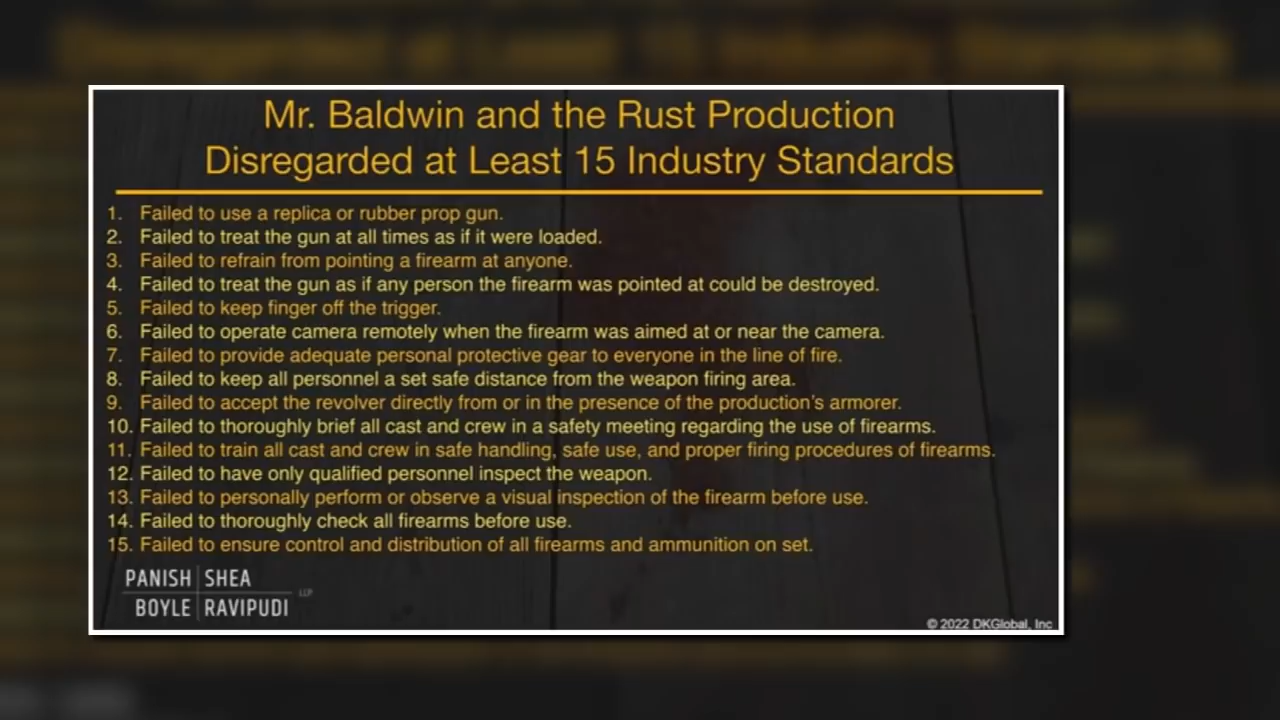 Mr. Baldwin and the Rust Production
Disregarded at Least 15 Industry Standards
1. Failed to use a replica or rubber prop gun.
2. Failed to treat the gun at all times as if it were loaded.
3. Failed to refrain from pointing a firearm at anyone.
4. Failed to treat the gun as if any person the firearm was pointed at could be destroyed.
5. Failed to keep finger off the trigger.
6. Failed to operate camera remotely when the firearm was aimed at or near the camera.
7. Failed to provide adequate personal protective gear to everyone in the line of fire.
8. Failed to keep all personnel a set safe distance from the weapon firing area.
9. Failed to accept the revolver directly from or in the presence of the production's armorer.
10. Failed to thoroughly brief all cast and crew in a safety meeting regarding the use of firearms.
11. Failed to train all cast and crew in safe handling, safe use, and proper firing procedures of firearms.
12. Failed to have only qualified personnel inspect the weapon.
13. Failed to personally perform or observe a visual inspection of the firearm before use.
14. Failed to thoroughly check all firearms before use.
15. Failed to ensure control and distribution of all firearms and ammunition on set.
PANISH SHEA
BOYLE RAVIPUDI LLP
© 2022 DKGlobal, Inc